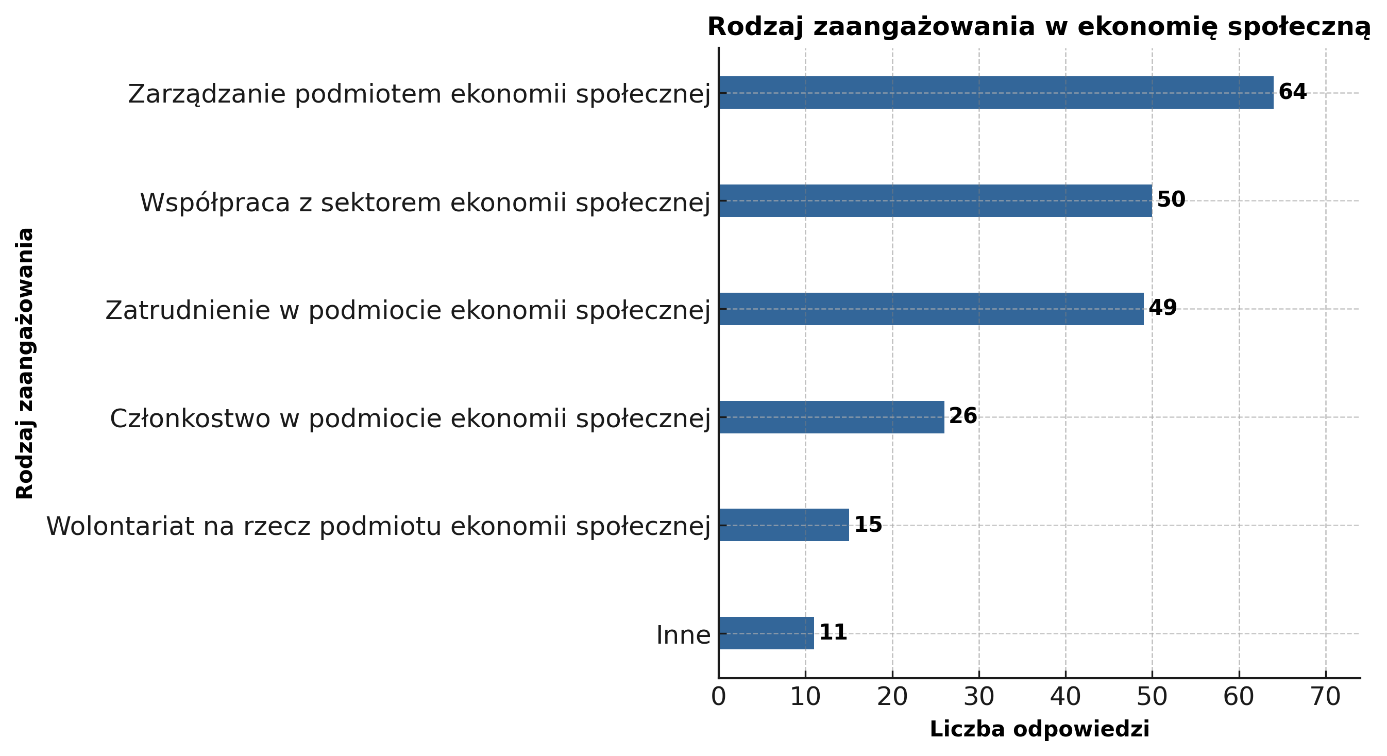 Rodzaj zaangażowania w ekonomię społeczną
Zarządzanie podmiotem ekonomii społecznej
64
Współpraca z sektorem ekonomii społecznej
50
Zatrudnienie w podmiocie ekonomii społecznej
49
Członkostwo w podmiocie ekonomii społecznej
26
Wolontariat na rzecz podmiotu ekonomii społecznej
15
Inne
11
Rodzaj zaangażowania
0 10 20 30 40 50 60 70
Liczba odpowiedzi